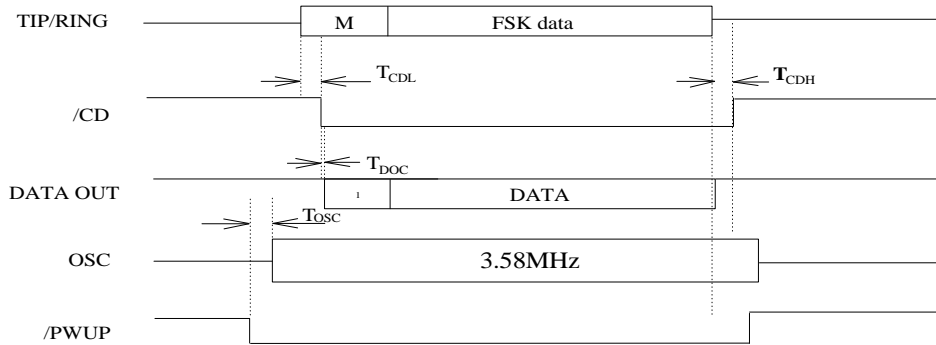 TIP/RING M FSK data
TCDL TCDH
/CD
TDOC
DATA OUT 1 DATA
TOSC
OSC 3.58MHz
/PWUP